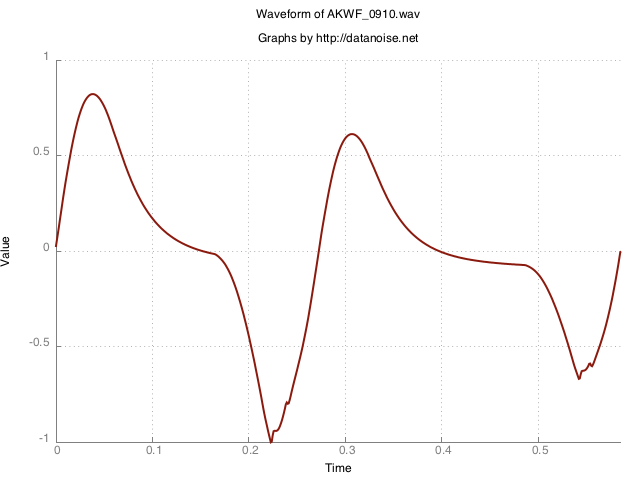 Waveform of AKWF_0910.wav
Graphs by http://datanoise.net
1
0.5
0
-0.5
-1
Value
0 0.1 0.2 0.3 0.4 0.5
Time